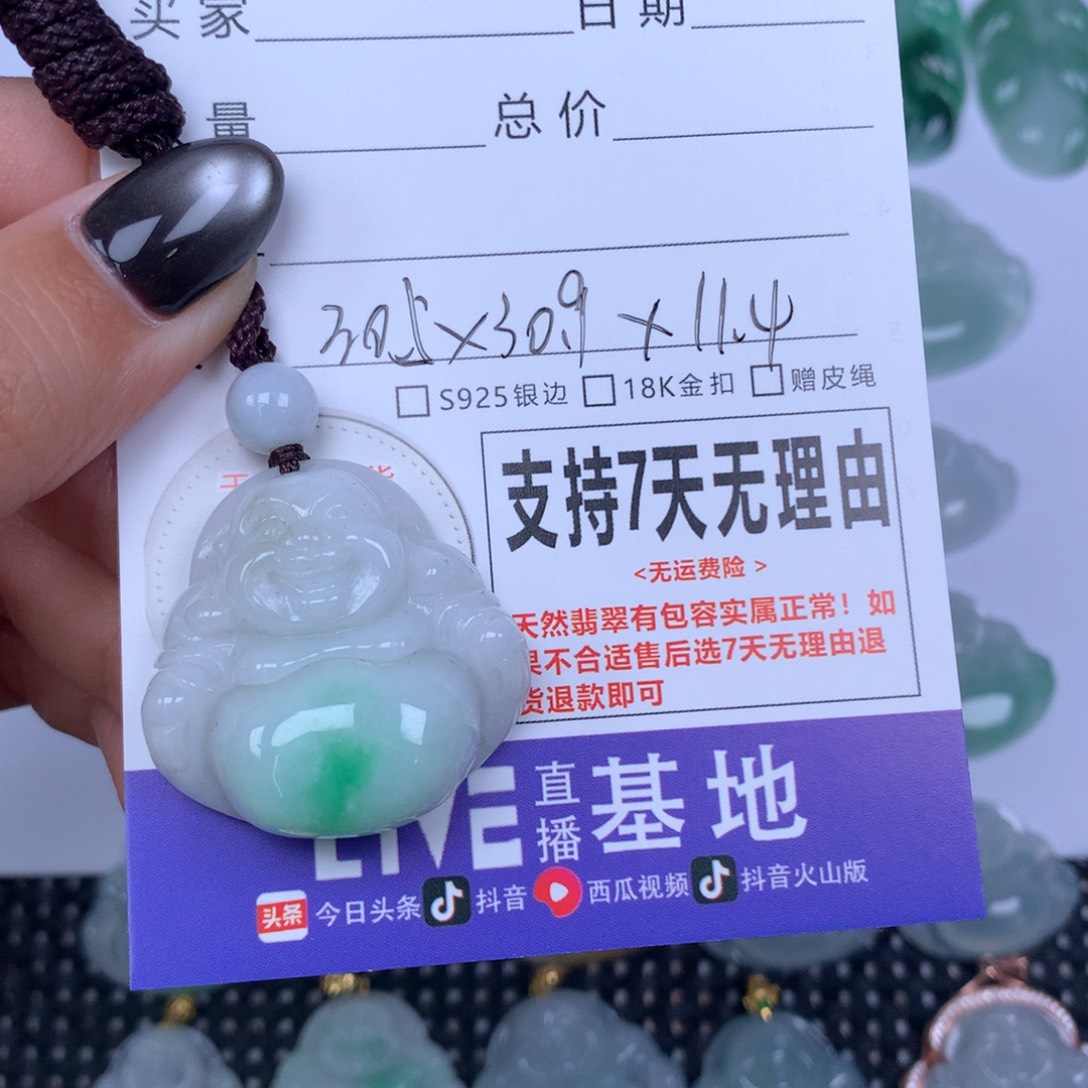 买家 日期
量 总价
30.5×30.9×11.4
S925银边 18K金扣 赠皮绳
支持7天无理由
<无运费险>
天然翡翠有包容实属正常！如
果不合适售后选7天无理由退
货退款即可
LIVE 直播 基地
头条 今日头条 抖音 西瓜视频 抖音火山版